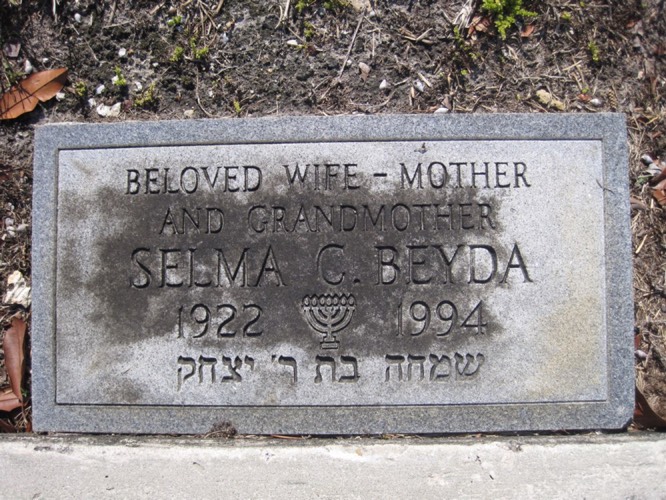 BELOVED WIFE - MOTHER
AND GRANDMOTHER
SELMA C. BEYDA
1922 1994
שמחה בת ר' יצחק